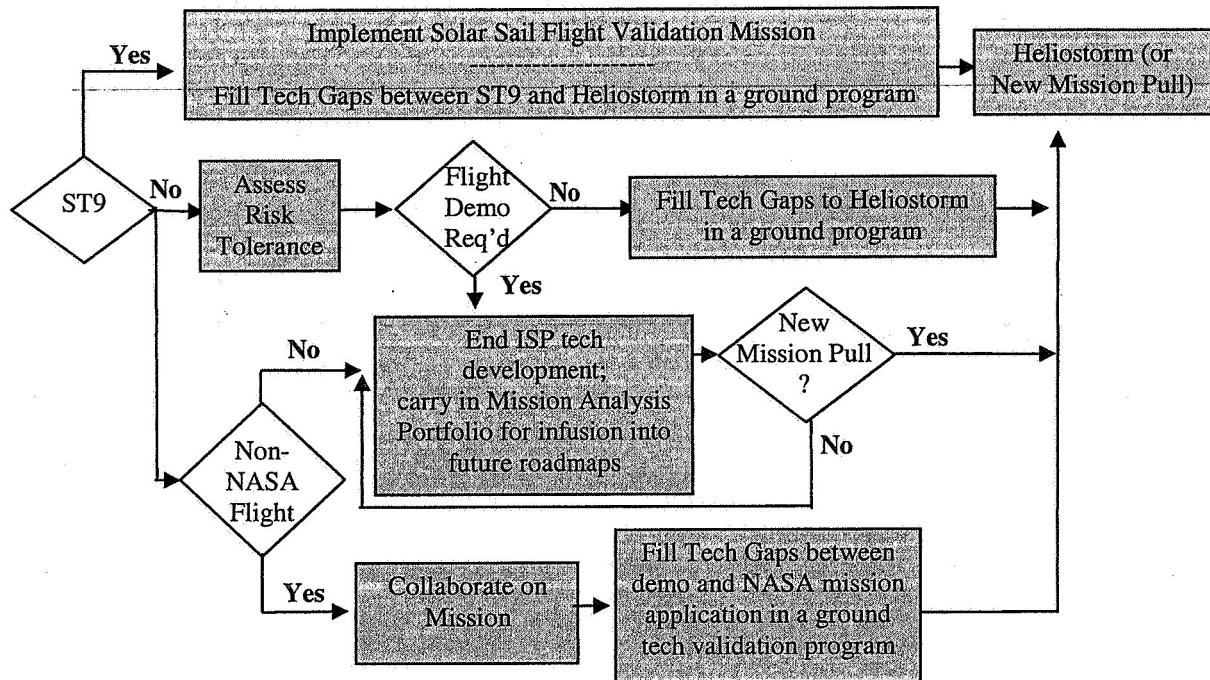 Implement Solar Sail Flight Validation Mission
Fill Tech Gaps between ST9 and Heliostorm in a ground program
Yes
Heliostorm (or
New Mission Pull)
ST9
No
Assess
Risk
Tolerance
Flight
Demo
Req'd
No
Fill Tech Gaps to Heliostorm
in a ground program
Yes
End ISP tech
development;
carry in Mission Analysis
Portfolio for infusion into
future roadmaps
New
Mission Pull
?
Yes
No
No
Non-
NASA
Flight
Yes
Collaborate on
Mission
Fill Tech Gaps between
demo and NASA mission
application in a ground
tech validation program